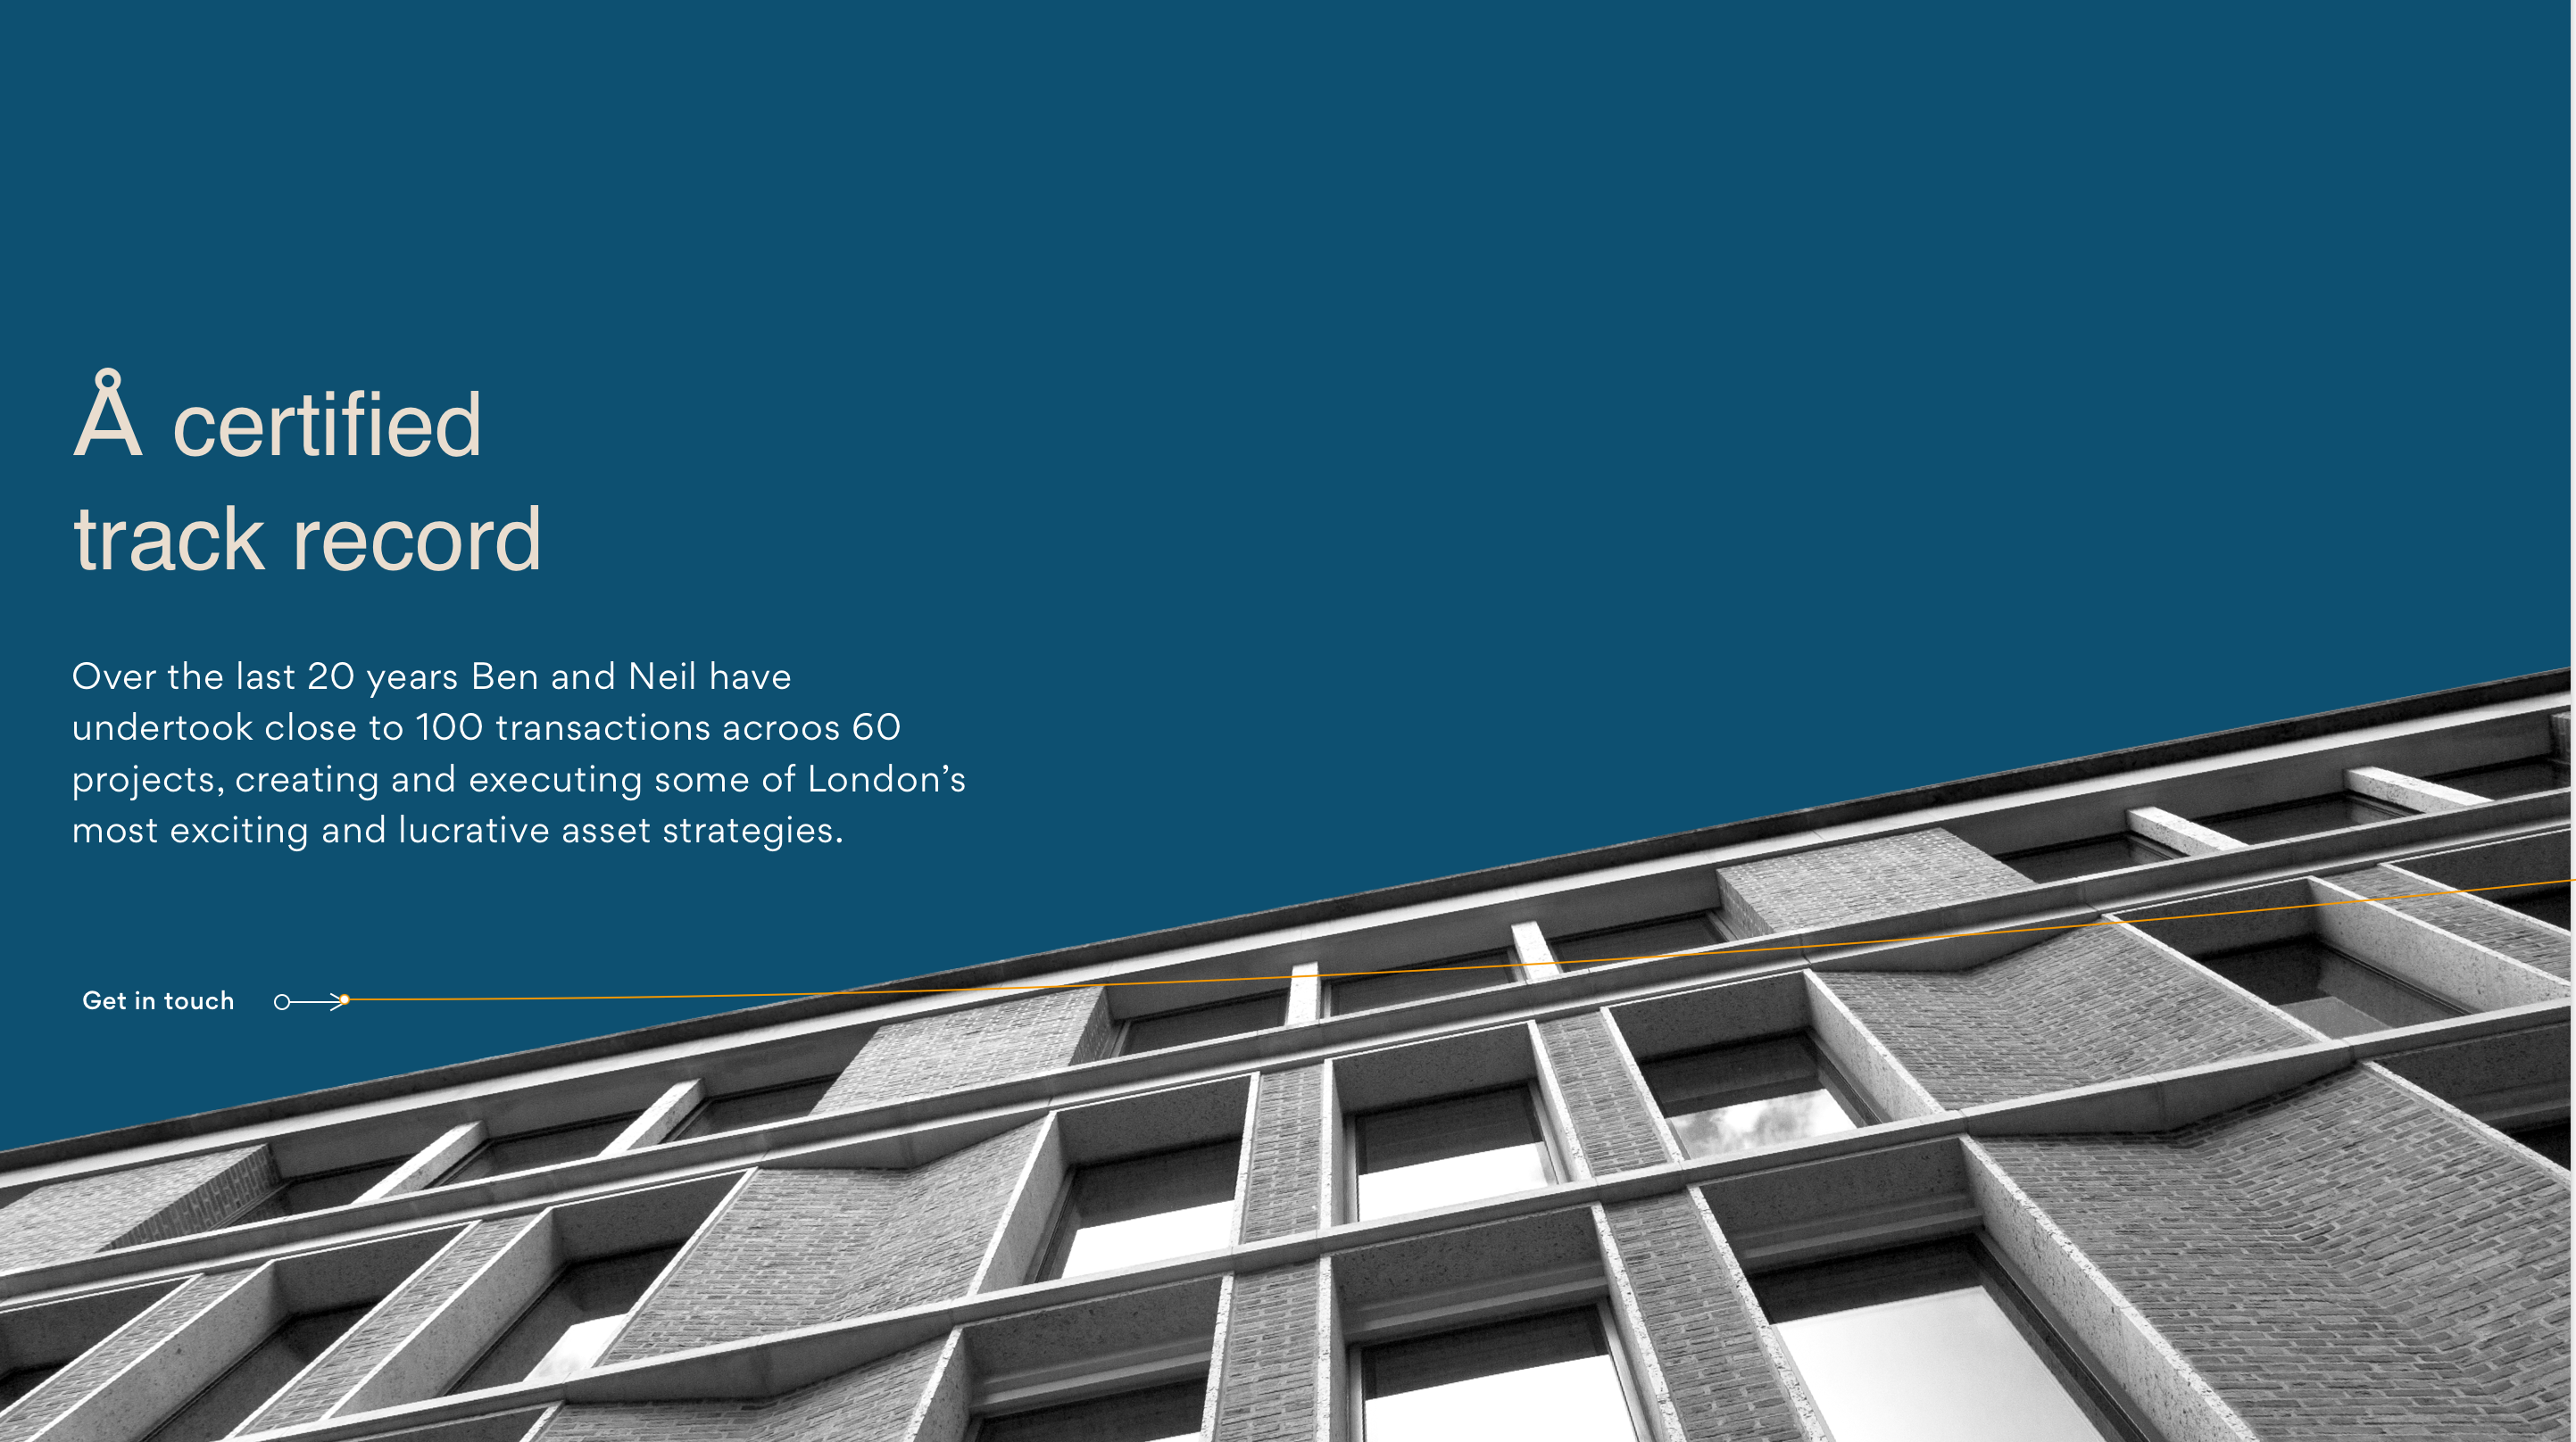 Å certified
track record
Over the last 20 years Ben and Neil have
undertook close to 100 transactions acroos 60
projects, creating and executing some of London’s
most exciting and lucrative asset strategies.
Get in touch